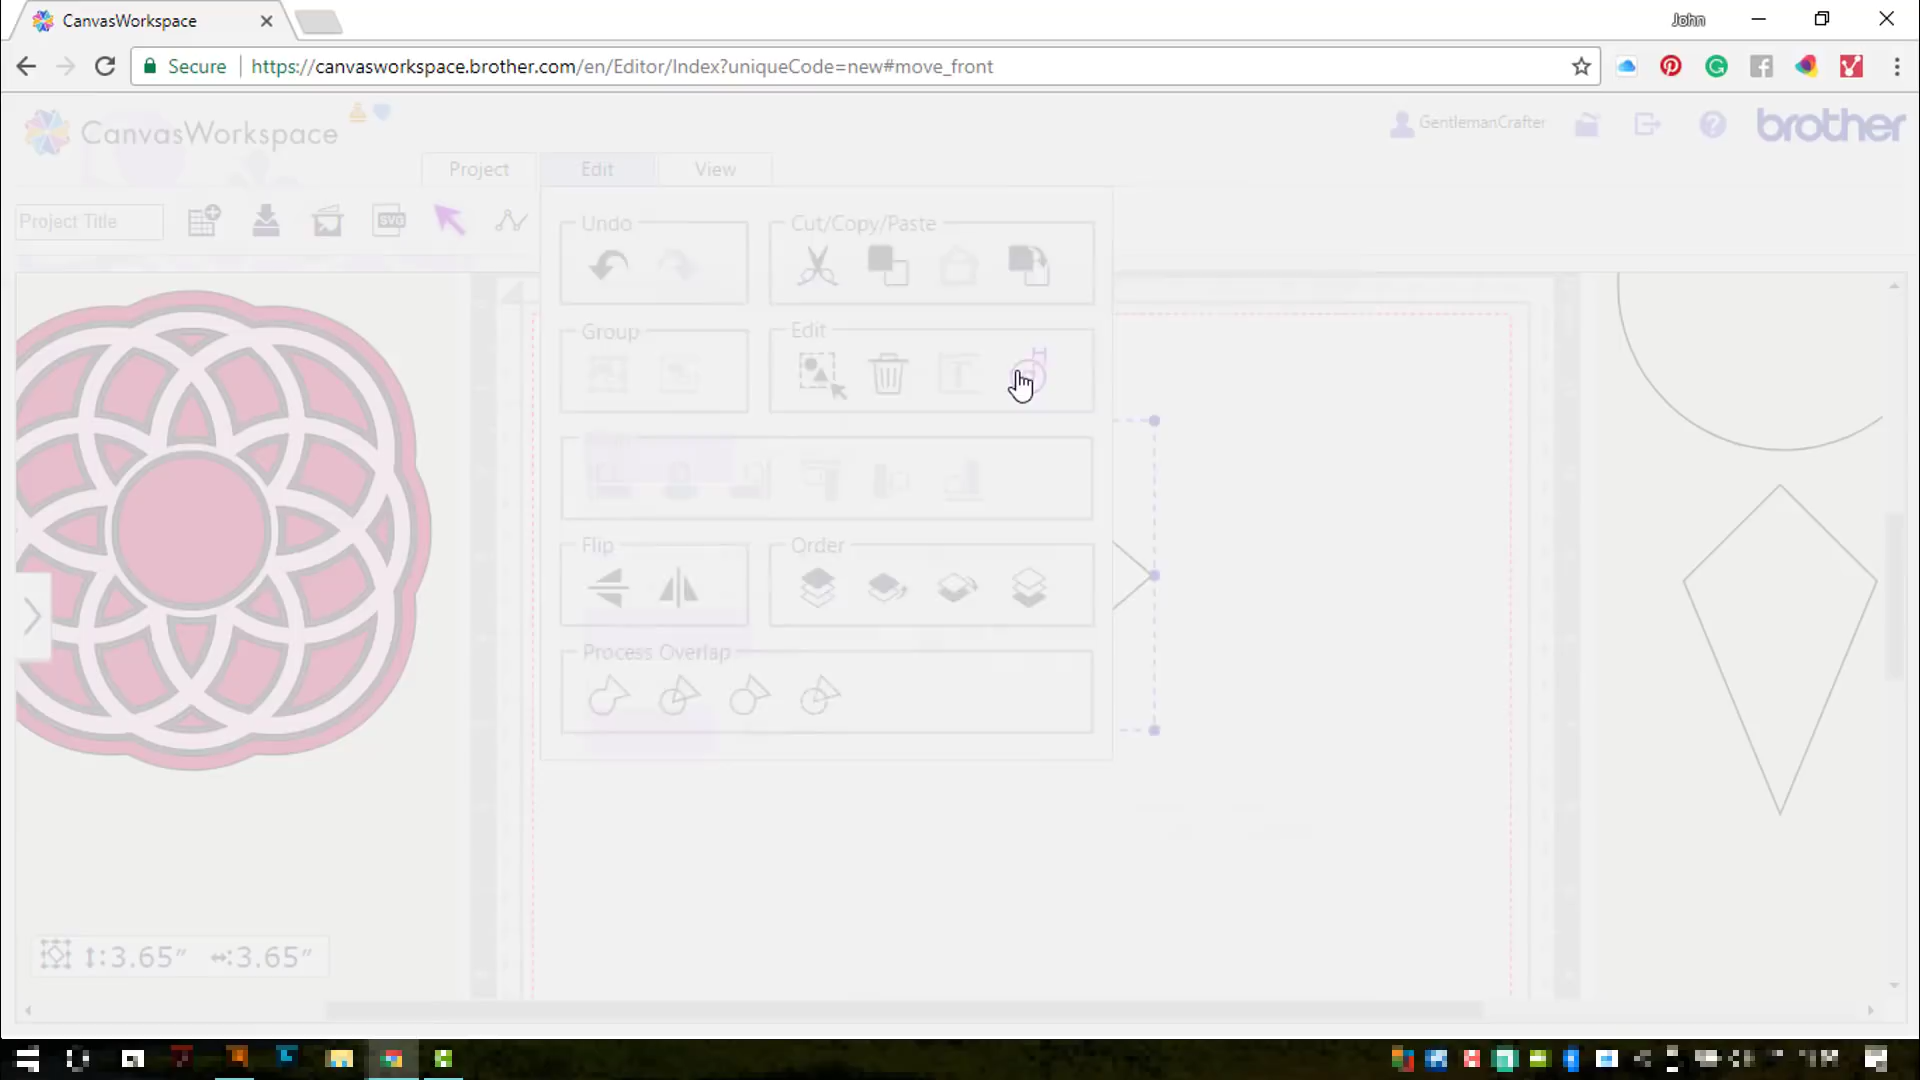 CanvasWorkspace
John
Secure
https://canvasworkspace.brother.com/en/Editor/Index?uniqueCode=new#move_front
CanvasWorkspace
GentlemanCrafter
brother
Project
Edit
View
Project Title
SVG
Undo
Cut/Copy/Paste
Group
Edit
H
Flip
Order
Process Overlap
↕:3.65″ ↔:3.65″